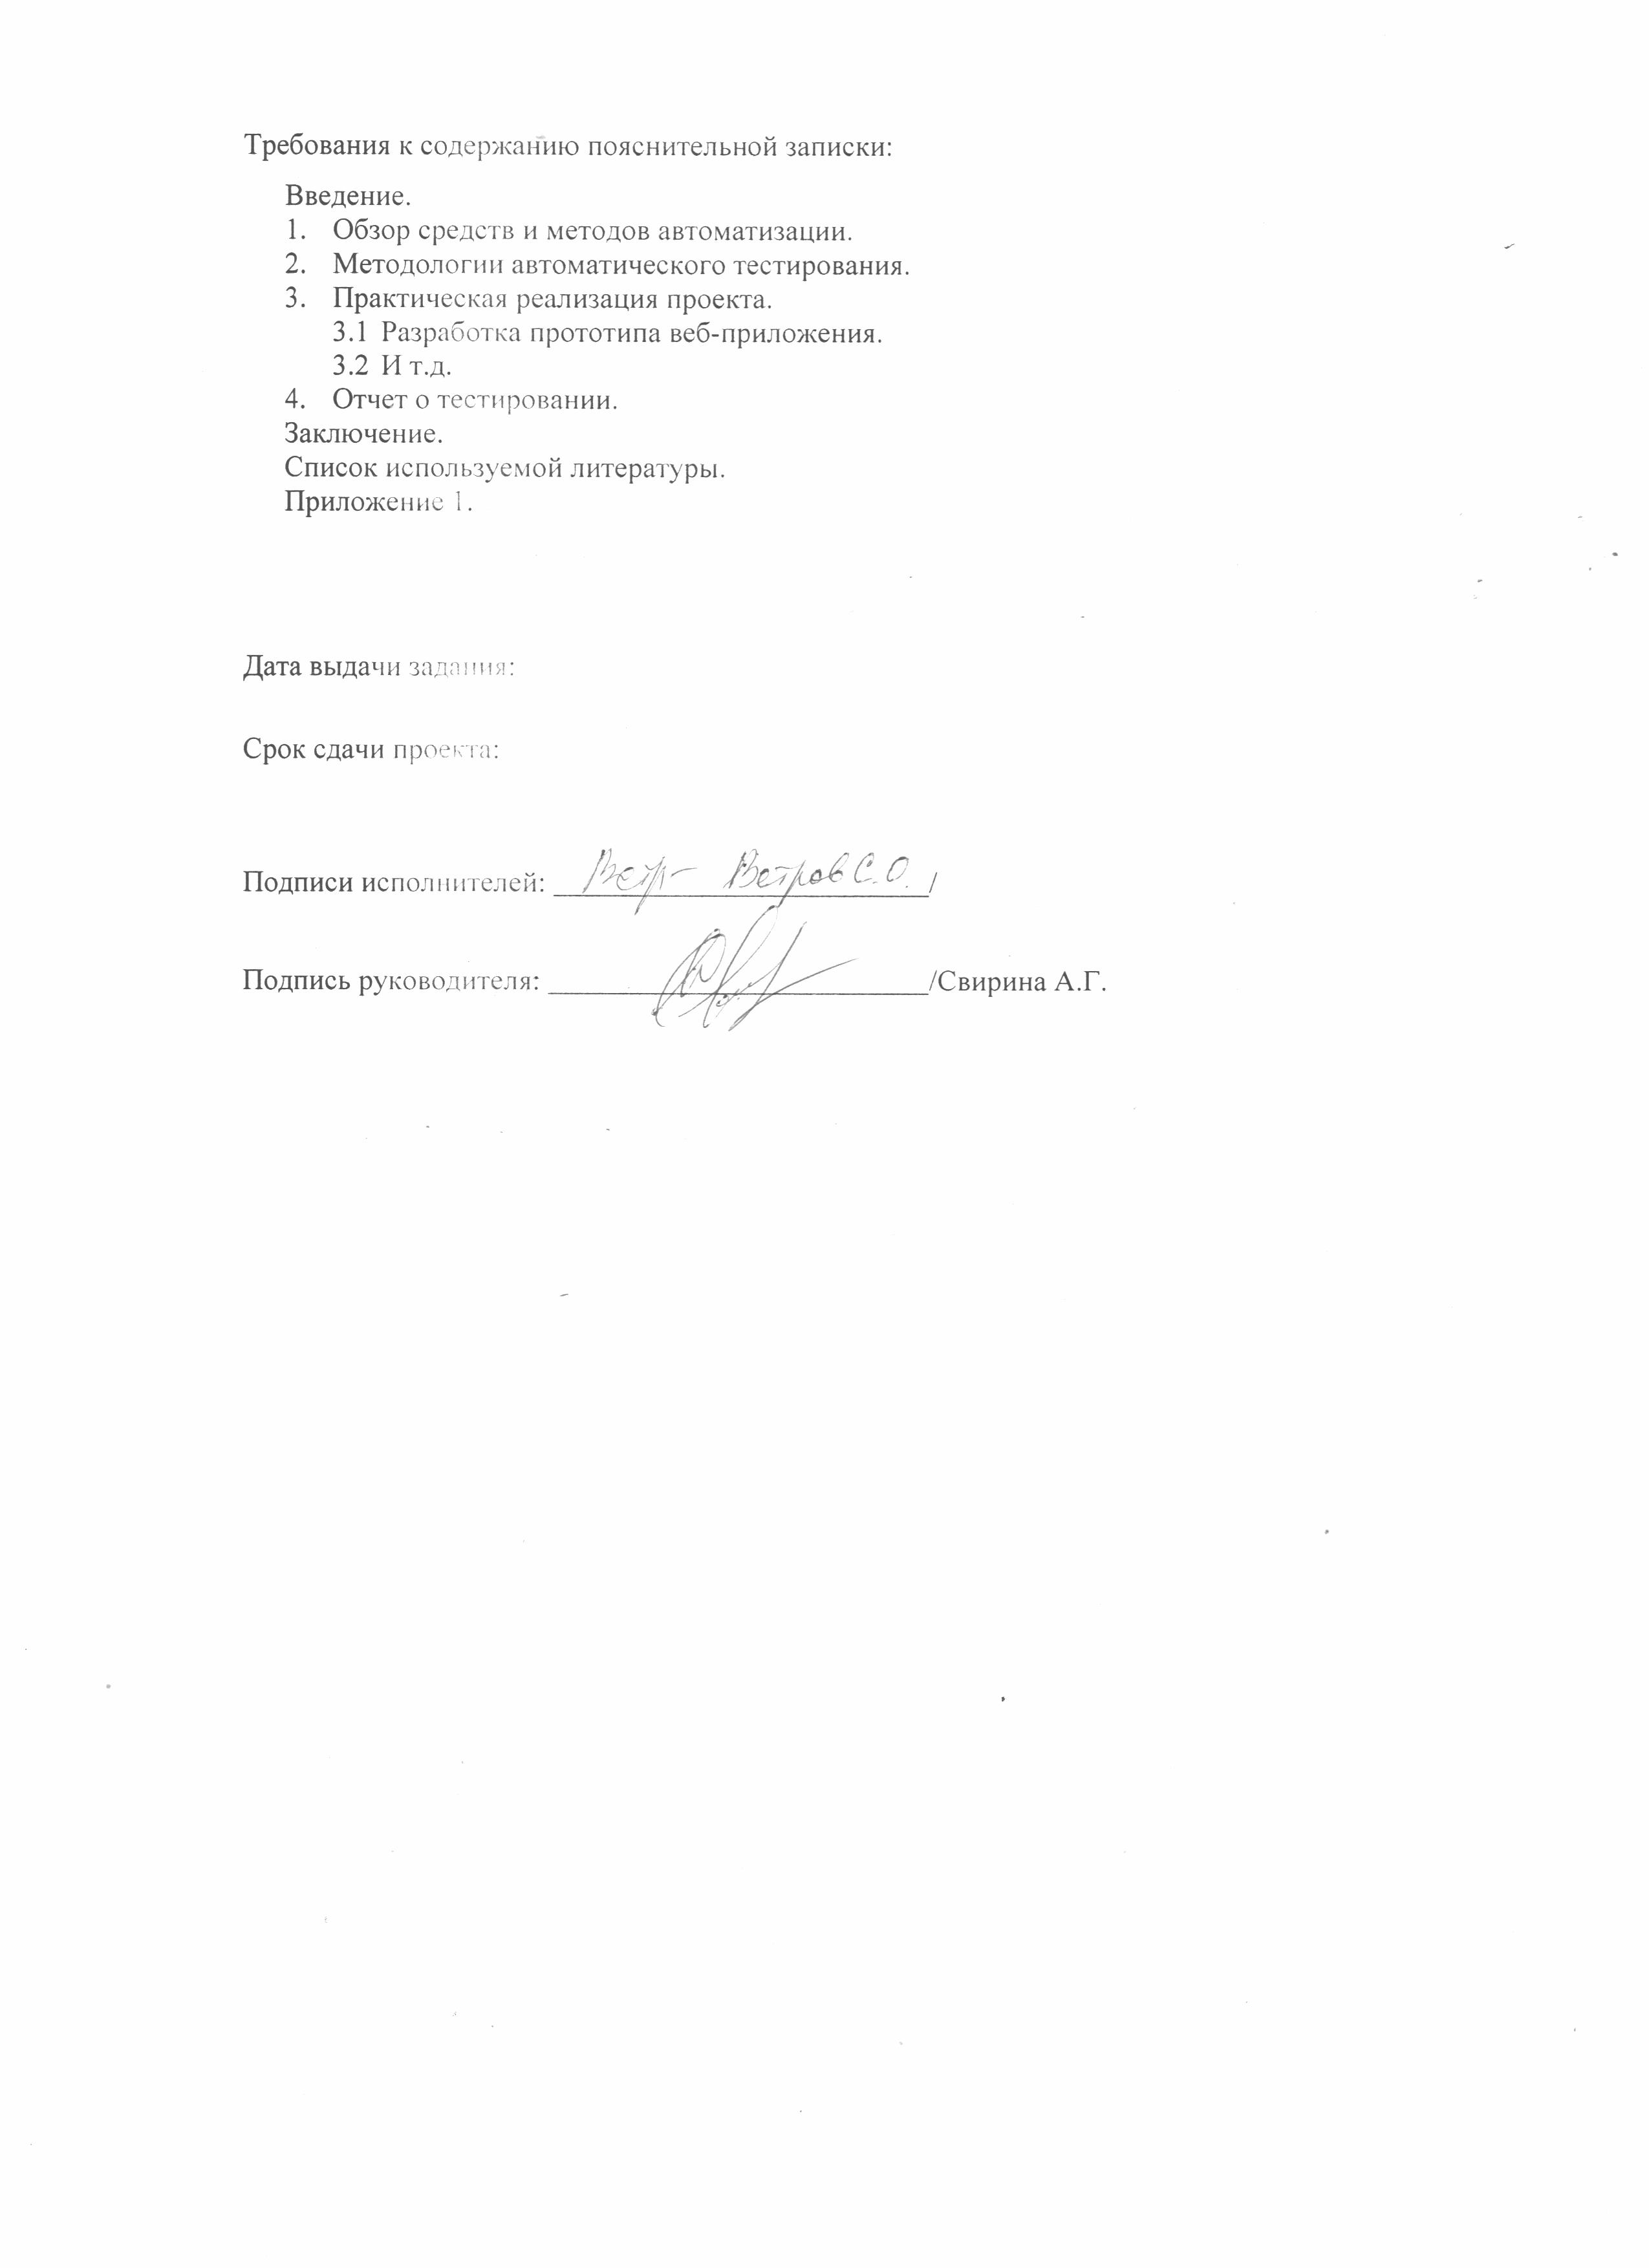 Требования к содержанию пояснительной записки:
Введение.
1. Обзор средств и методов автоматизации.
2. Методологии автоматического тестирования.
3. Практическая реализация проекта.
3.1 Разработка прототипа веб-приложения.
3.2 И т.д.
4. Отчет о тестировании.
Заключение.
Список используемой литературы.
Приложение 1.
Дата выдачи задания:
Срок сдачи проекта:
Подписи исполнителей: Ветр Ветров С.О. /
Подпись руководителя: /Свирина А.Г.